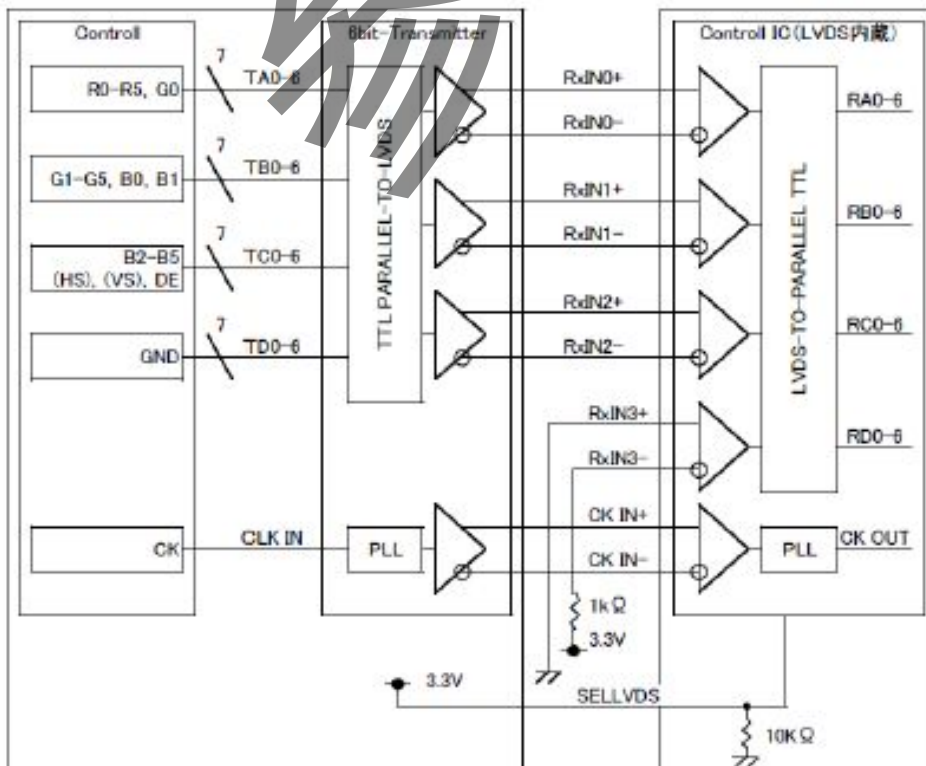 Controll
6bit-Transmitter
Controll IC(LVDS内蔵)
R0-R5, G0
7
TA0-6
RxIN0+
RA0-6
RxIN0-
G1-G5, B0, B1
7
TB0-6
RxIN1+
RB0-6
RxIN1-
B2-B5
(HS), (VS), DE
7
TC0-6
RxIN2+
RC0-6
RxIN2-
GND
7
TD0-6
TTL PARALLEL-TO-LVDS
LVDS-TO-PARALLEL TTL
RxIN3+
RD0-6
RxIN3-
CK
CLK IN
PLL
CK IN+
CK IN-
PLL
CK OUT
1kΩ
3.3V
3.3V
SELLVDS
10KΩ